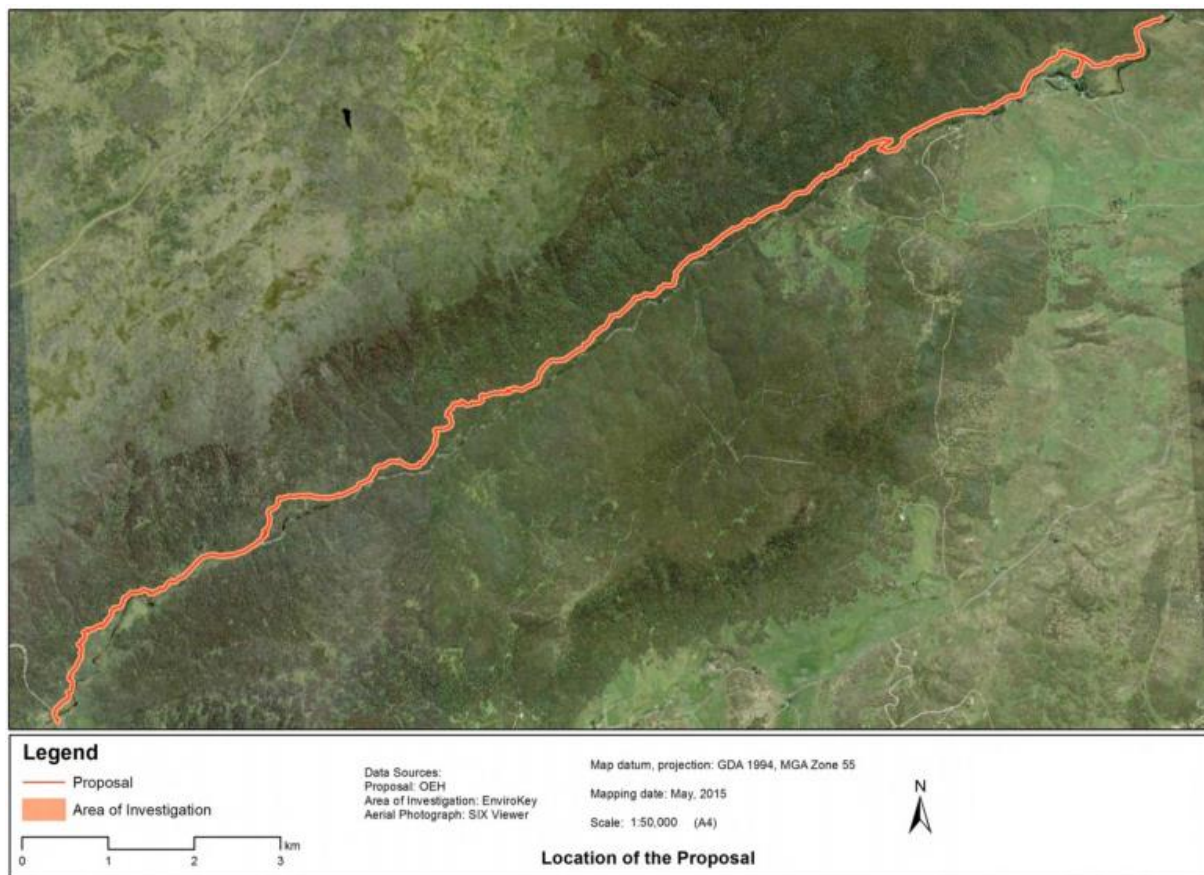 Legend
Proposal
Area of Investigation
0 1 2 3
km
Data Sources:
Proposal: OEH
Area of Investigation: EnviroKey
Aerial Photograph: SIX Viewer
Map datum, projection: GDA 1994, MGA Zone 55
Mapping date: May, 2015
Scale: 1:50,000 (A4)
N
Location of the Proposal